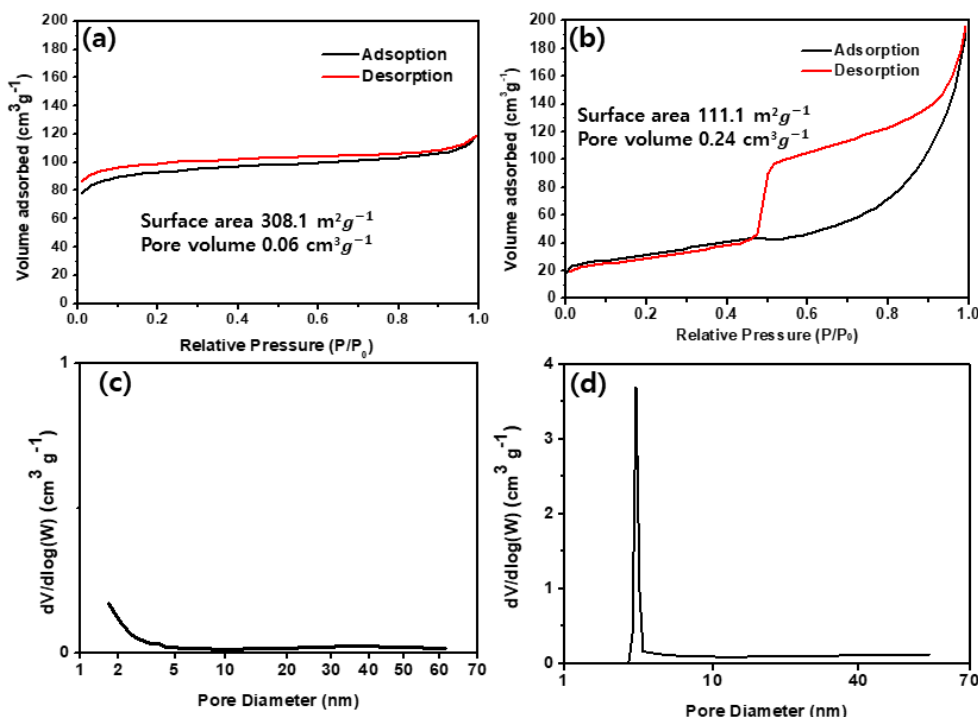 (a)
Adsoption
Desorption
Surface area 308.1 m²g⁻¹
Pore volume 0.06 cm³g⁻¹
Volume adsorbed (cm³g⁻¹)
200
180
160
140
120
100
80
60
40
20
0
0.0 0.2 0.4 0.6 0.8 1.0
Relative Pressure (P/P₀)
(b)
Adsorption
Desorption
Surface area 111.1 m²g⁻¹
Pore volume 0.24 cm³g⁻¹
Volume adsorbed (cm³g⁻¹)
200
180
160
140
120
100
80
60
40
20
0
0.0 0.2 0.4 0.6 0.8 1.0
Relative Pressure (P/P₀)
(c)
dV/dlog(W) (cm³ g⁻¹)
1
0
1 2 5 10 20 30 40 50 60 70
Pore Diameter (nm)
(d)
dV/dlog(W) (cm³ g⁻¹)
4
3
2
1
0
1 10 40 70
Pore Diameter (nm)